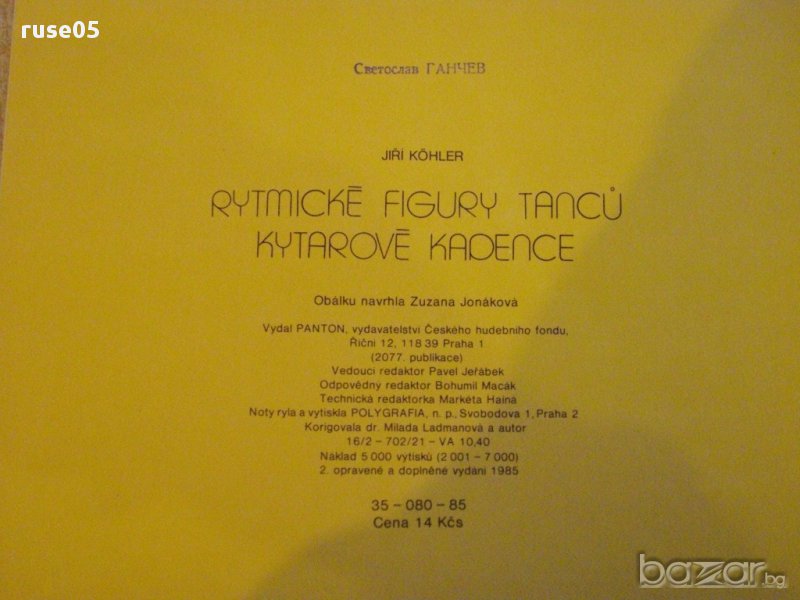 ruse05
Светослав ГАНЧЕВ
JIŘÍ KÖHLER
RYTMICKÉ FIGURY TANCŮ
KYTAROVÉ KADENCE
Obálku navrhla Zuzana Jonáková
Vydal PANTON, vydavatelství Českého hudebního fondu,
Říční 12, 118 39 Praha 1
(2077. publikace)
Vedoucí redaktor Pavel Jeřábek
Odpovědný redaktor Bohumil Macák
Technická redaktorka Markéta Hainá
Noty ryla a vytiskla POLYGRAFIA, n. p., Svobodova 1, Praha 2
Korigovala dr. Milada Ladmanová a autor
16/2 – 702/21 – VA 10,40
Náklad 5 000 výtisků (2 001 – 7 000)
2. opravené a doplněné vydání 1985
35 – 080 – 85
Cena 14 Kčs
bazar.bg